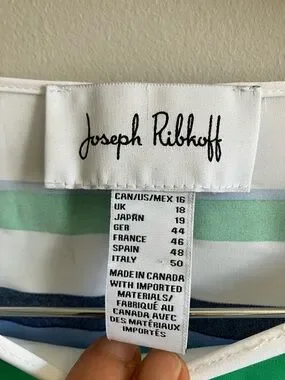 Joseph Ribkoff
CAN/US/MEX 16
UK 18
JAPAN 19
GER 44
FRANCE 46
SPAIN 48
ITALY 50
MADE IN CANADA
WITH IMPORTED
MATERIALS/
FABRIQUÉ AU
CANADA AVEC
DES MATÉRIAUX
IMPORTÉS